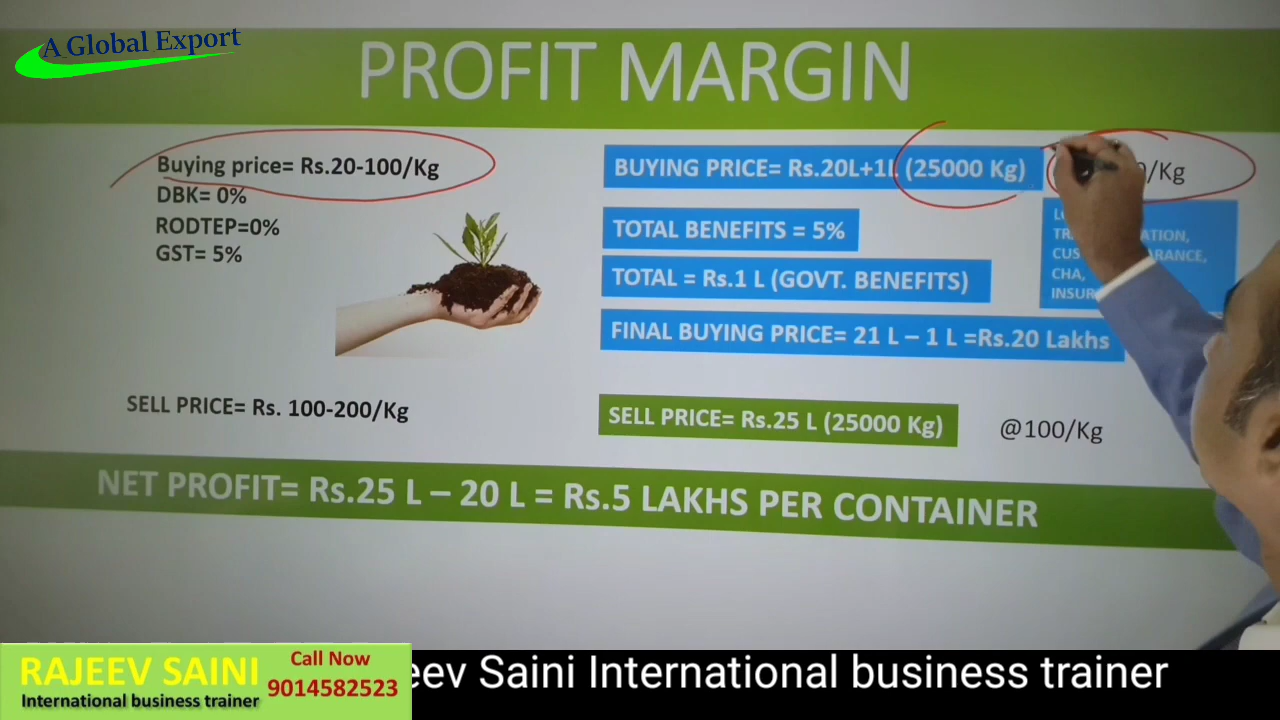 A Global Export
PROFIT MARGIN
Buying price= Rs.20-100/Kg
DBK= 0%
RODTEP=0%
GST= 5%
SELL PRICE= Rs. 100-200/Kg
BUYING PRICE= Rs.20L+1L (25000 Kg)
/Kg
TOTAL BENEFITS = 5%
TOTAL = Rs.1 L (GOVT. BENEFITS)
FINAL BUYING PRICE= 21 L – 1 L =Rs.20 Lakhs
CHA,
SELL PRICE= Rs.25 L (25000 Kg)
@100/Kg
NET PROFIT= Rs.25 L – 20 L = Rs.5 LAKHS PER CONTAINER
RAJEEV SAINI
International business trainer
Call Now
9014582523
eev Saini International business trainer